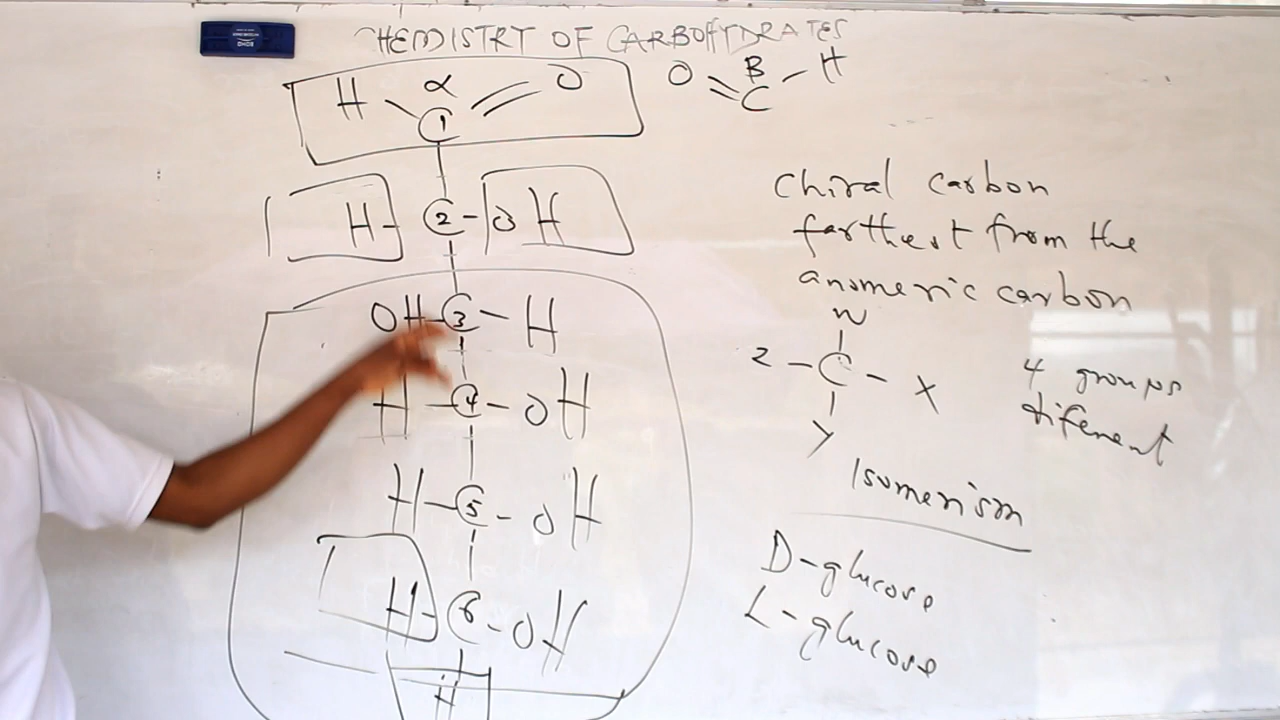 CHEMISTRY OF CARBOHYDRATES
H α O
1
O B H
C
H- 2 -OH
OH- 3 -H
H- 4 -OH
H- 5 -OH
H- 6 -OH
H
Chiral carbon
farthest from the
anomeric carbon
W
Z - C - X
Y
4 groups
different
Isomerism
D-glucose
L-glucose